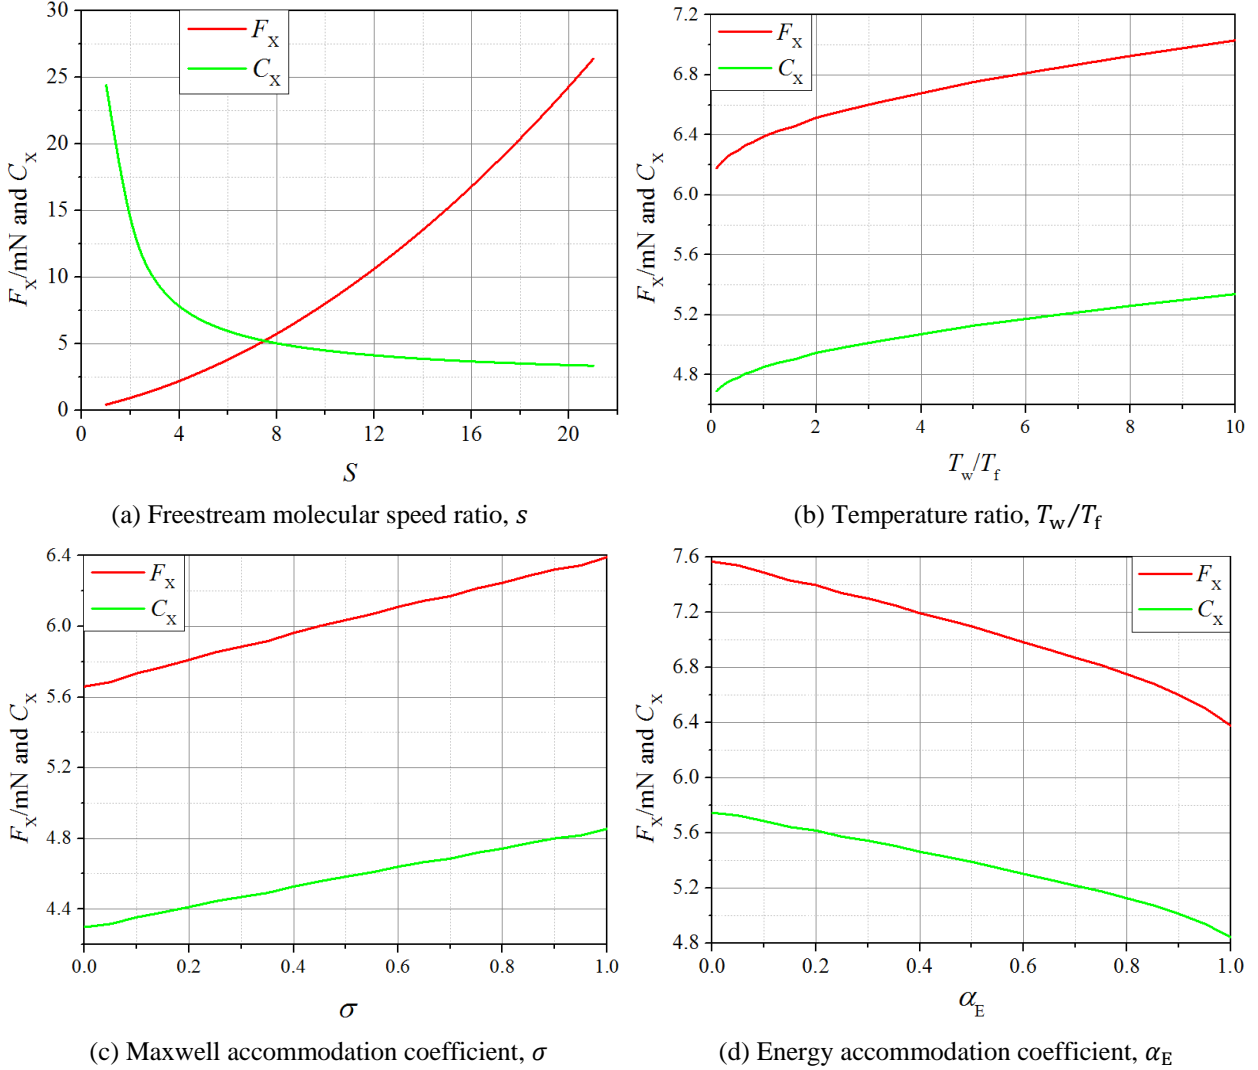 30
25
20
15
10
5
0
F_X/mN and C_X
F_X
C_X
0 4 8 12 16 20
S
(a) Freestream molecular speed ratio, s
7.2
6.8
6.4
6.0
5.6
5.2
4.8
F_X/mN and C_X
F_X
C_X
0 2 4 6 8 10
T_w/T_f
(b) Temperature ratio, T_w/T_f
6.4
6.0
5.6
5.2
4.8
4.4
F_X/mN and C_X
F_X
C_X
0.0 0.2 0.4 0.6 0.8 1.0
σ
(c) Maxwell accommodation coefficient, σ
7.6
7.2
6.8
6.4
6.0
5.6
5.2
4.8
F_X/mN and C_X
F_X
C_X
0.0 0.2 0.4 0.6 0.8 1.0
α_E
(d) Energy accommodation coefficient, α_E